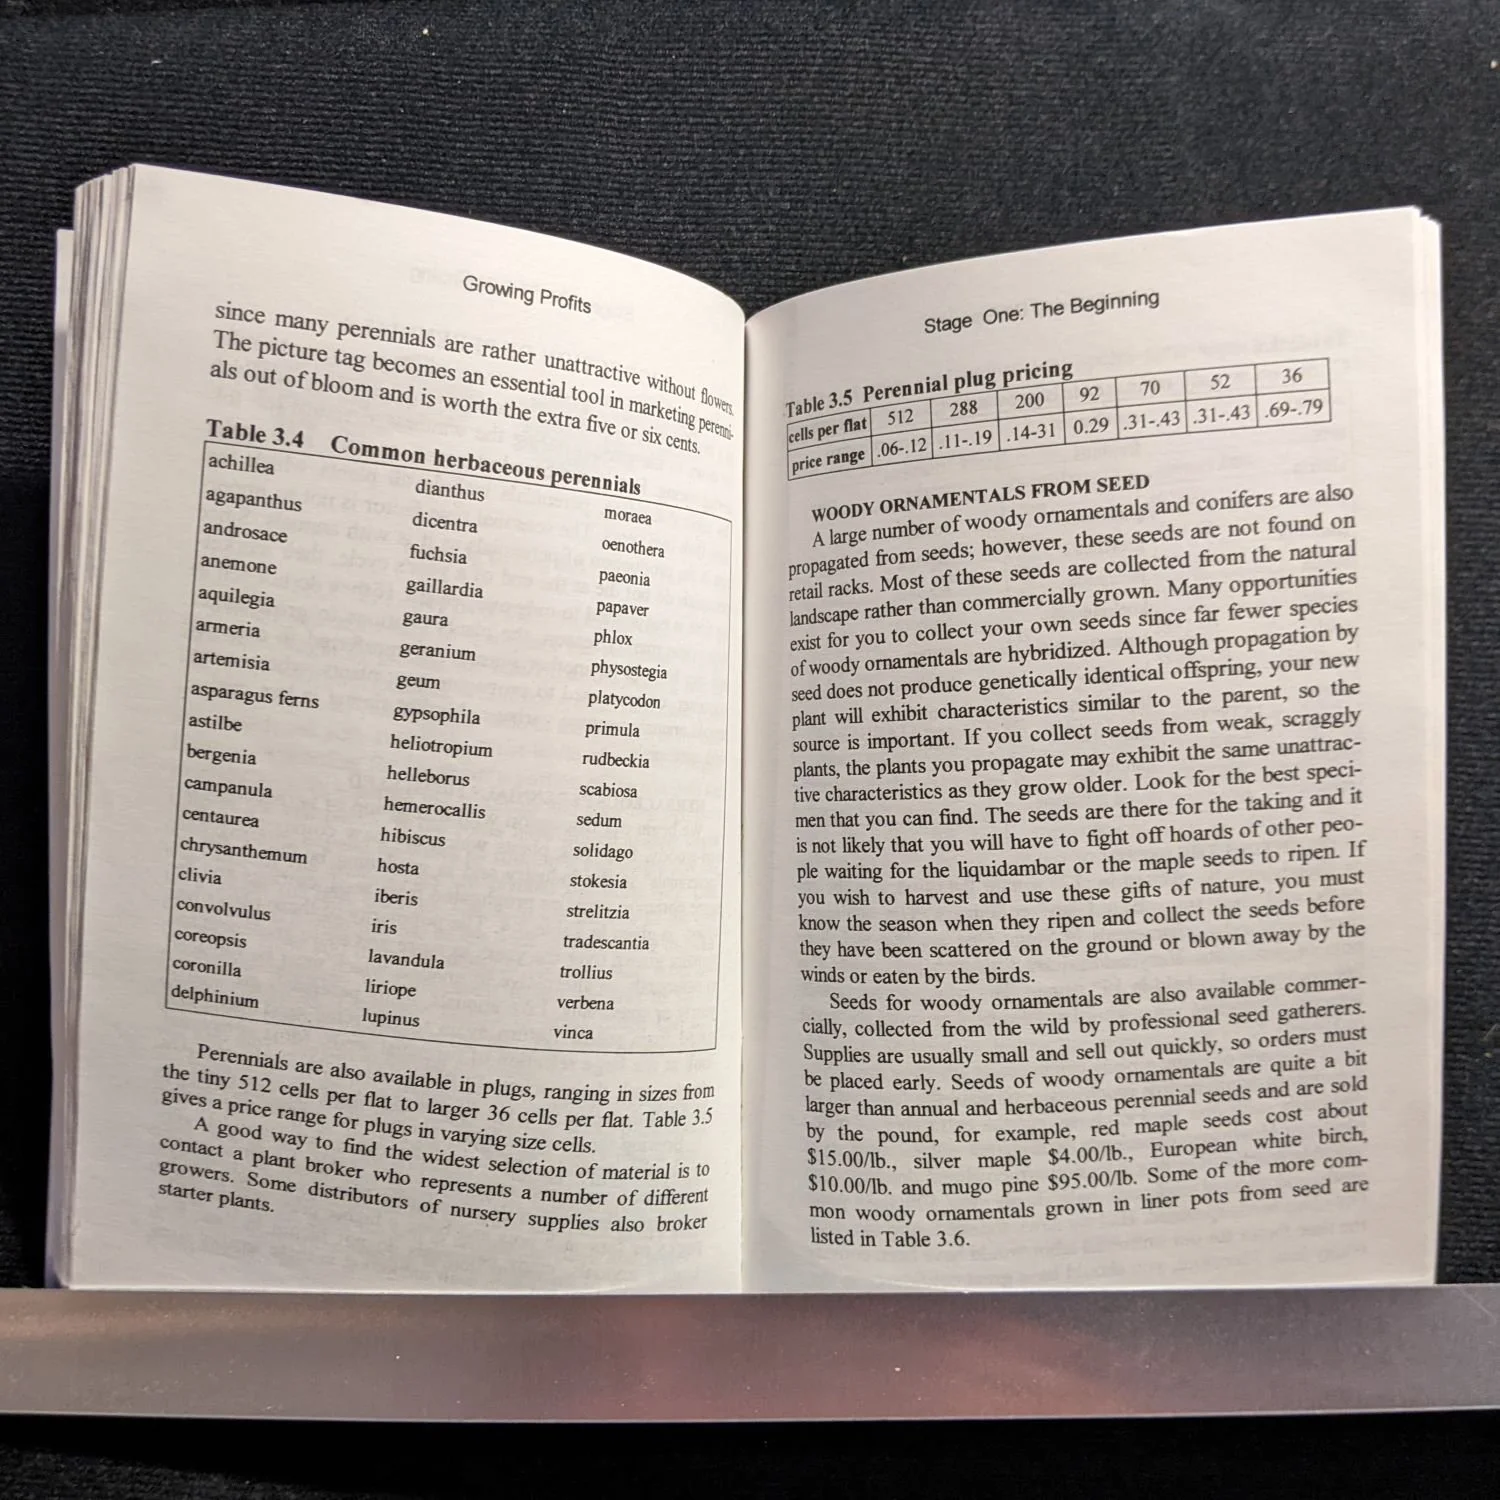 Growing Profits
since many perennials are rather unattractive without flowers.
The picture tag becomes an essential tool in marketing perenni-
als out of bloom and is worth the extra five or six cents.
Table 3.4 Common herbaceous perennials
achillea dianthus moraea
agapanthus dicentra oenothera
androsace fuchsia paeonia
anemone gaillardia papaver
aquilegia gaura phlox
armeria geranium physostegia
artemisia geum platycodon
asparagus ferns gypsophila primula
astilbe heliotropium rudbeckia
bergenia helleborus scabiosa
campanula hemerocallis sedum
centaurea hibiscus solidago
chrysanthemum hosta stokesia
clivia iberis strelitzia
convolvulus iris tradescantia
coreopsis lavandula trollius
coronilla liriope verbena
delphinium lupinus vinca
Perennials are also available in plugs, ranging in sizes from
the tiny 512 cells per flat to larger 36 cells per flat. Table 3.5
gives a price range for plugs in varying size cells.
A good way to find the widest selection of material is to
contact a plant broker who represents a number of different
growers. Some distributors of nursery supplies also broker
starter plants.
Stage One: The Beginning
Table 3.5 Perennial plug pricing
cells per flat 512 288 200 92 70 52 36
price range .06-.12 .11-.19 .14-31 0.29 .31-.43 .31-.43 .69-.79
WOODY ORNAMENTALS FROM SEED
A large number of woody ornamentals and conifers are also
propagated from seeds; however, these seeds are not found on
retail racks. Most of these seeds are collected from the natural
landscape rather than commercially grown. Many opportunities
exist for you to collect your own seeds since far fewer species
of woody ornamentals are hybridized. Although propagation by
seed does not produce genetically identical offspring, your new
plant will exhibit characteristics similar to the parent, so the
source is important. If you collect seeds from weak, scraggly
plants, the plants you propagate may exhibit the same unattrac-
tive characteristics as they grow older. Look for the best speci-
men that you can find. The seeds are there for the taking and it
is not likely that you will have to fight off hoards of other peo-
ple waiting for the liquidambar or the maple seeds to ripen. If
you wish to harvest and use these gifts of nature, you must
know the season when they ripen and collect the seeds before
they have been scattered on the ground or blown away by the
winds or eaten by the birds.
Seeds for woody ornamentals are also available commer-
cially, collected from the wild by professional seed gatherers.
Supplies are usually small and sell out quickly, so orders must
be placed early. Seeds of woody ornamentals are quite a bit
larger than annual and herbaceous perennial seeds and are sold
by the pound, for example, red maple seeds cost about
$15.00/lb., silver maple $4.00/lb., European white birch,
$10.00/lb. and mugo pine $95.00/lb. Some of the more com-
mon woody ornamentals grown in liner pots from seed are
listed in Table 3.6.